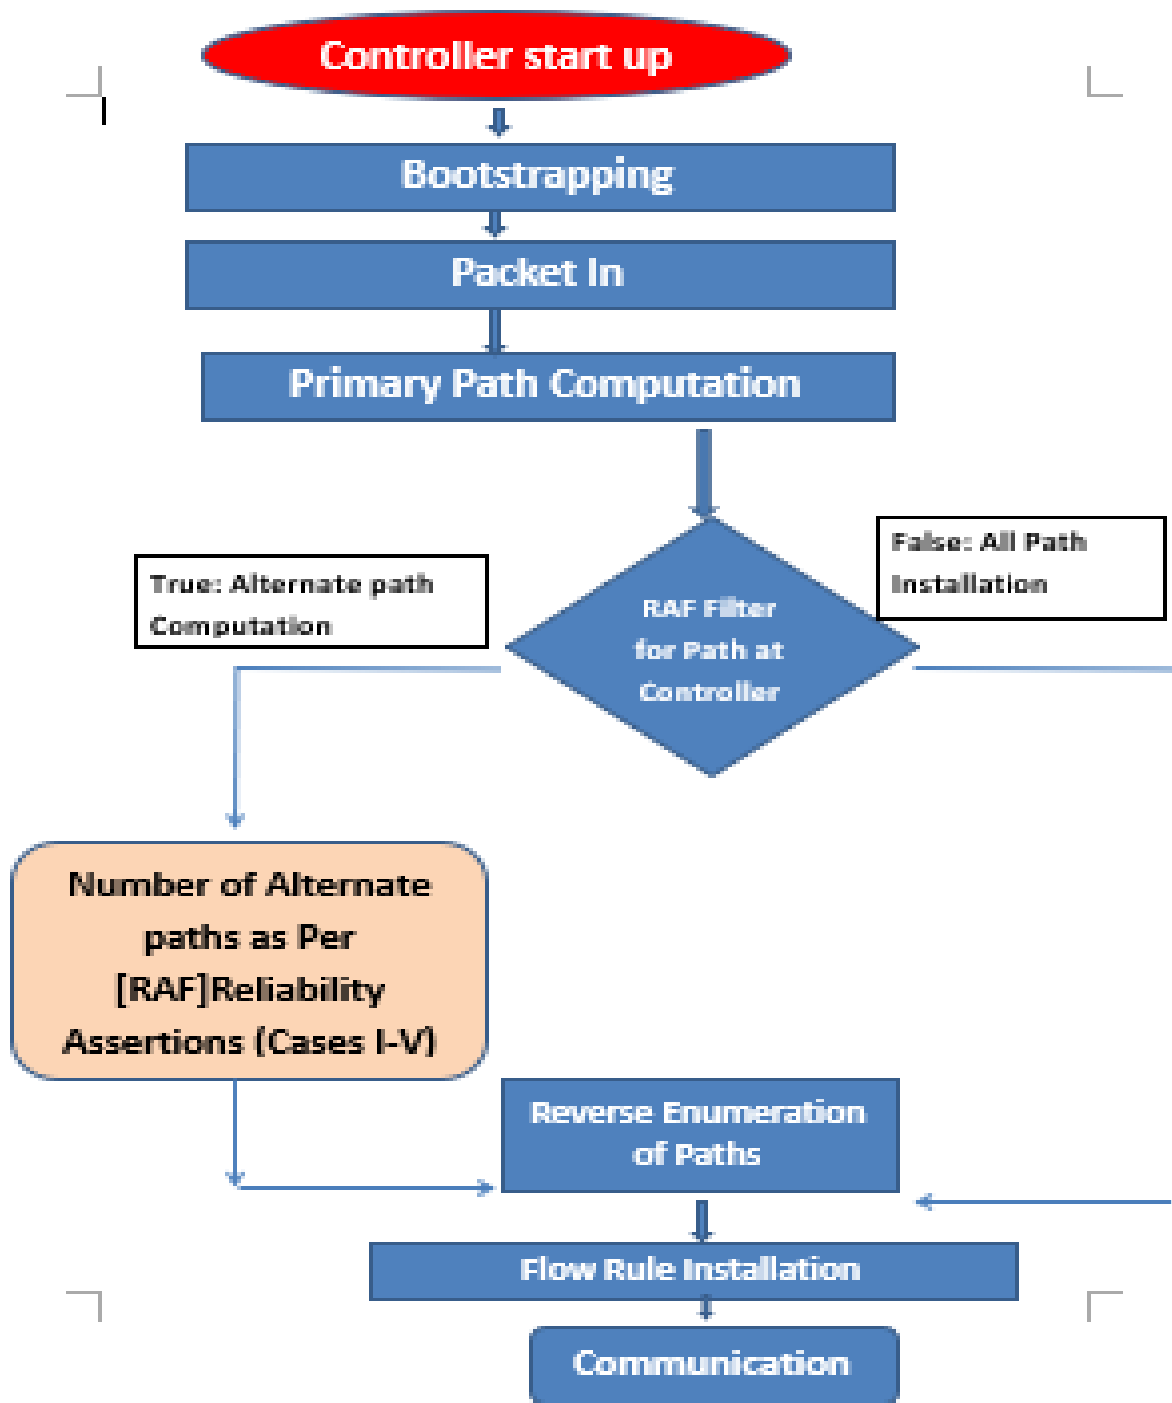 Controller start up
Bootstrapping
Packet In
Primary Path Computation
False: All Path
Installation
True: Alternate path
Computation
RAF Filter
for Path at
Controller
Number of Alternate
paths as Per
[RAF]Reliability
Assertions (Cases I-V)
Reverse Enumeration
of Paths
Flow Rule Installation
Communication